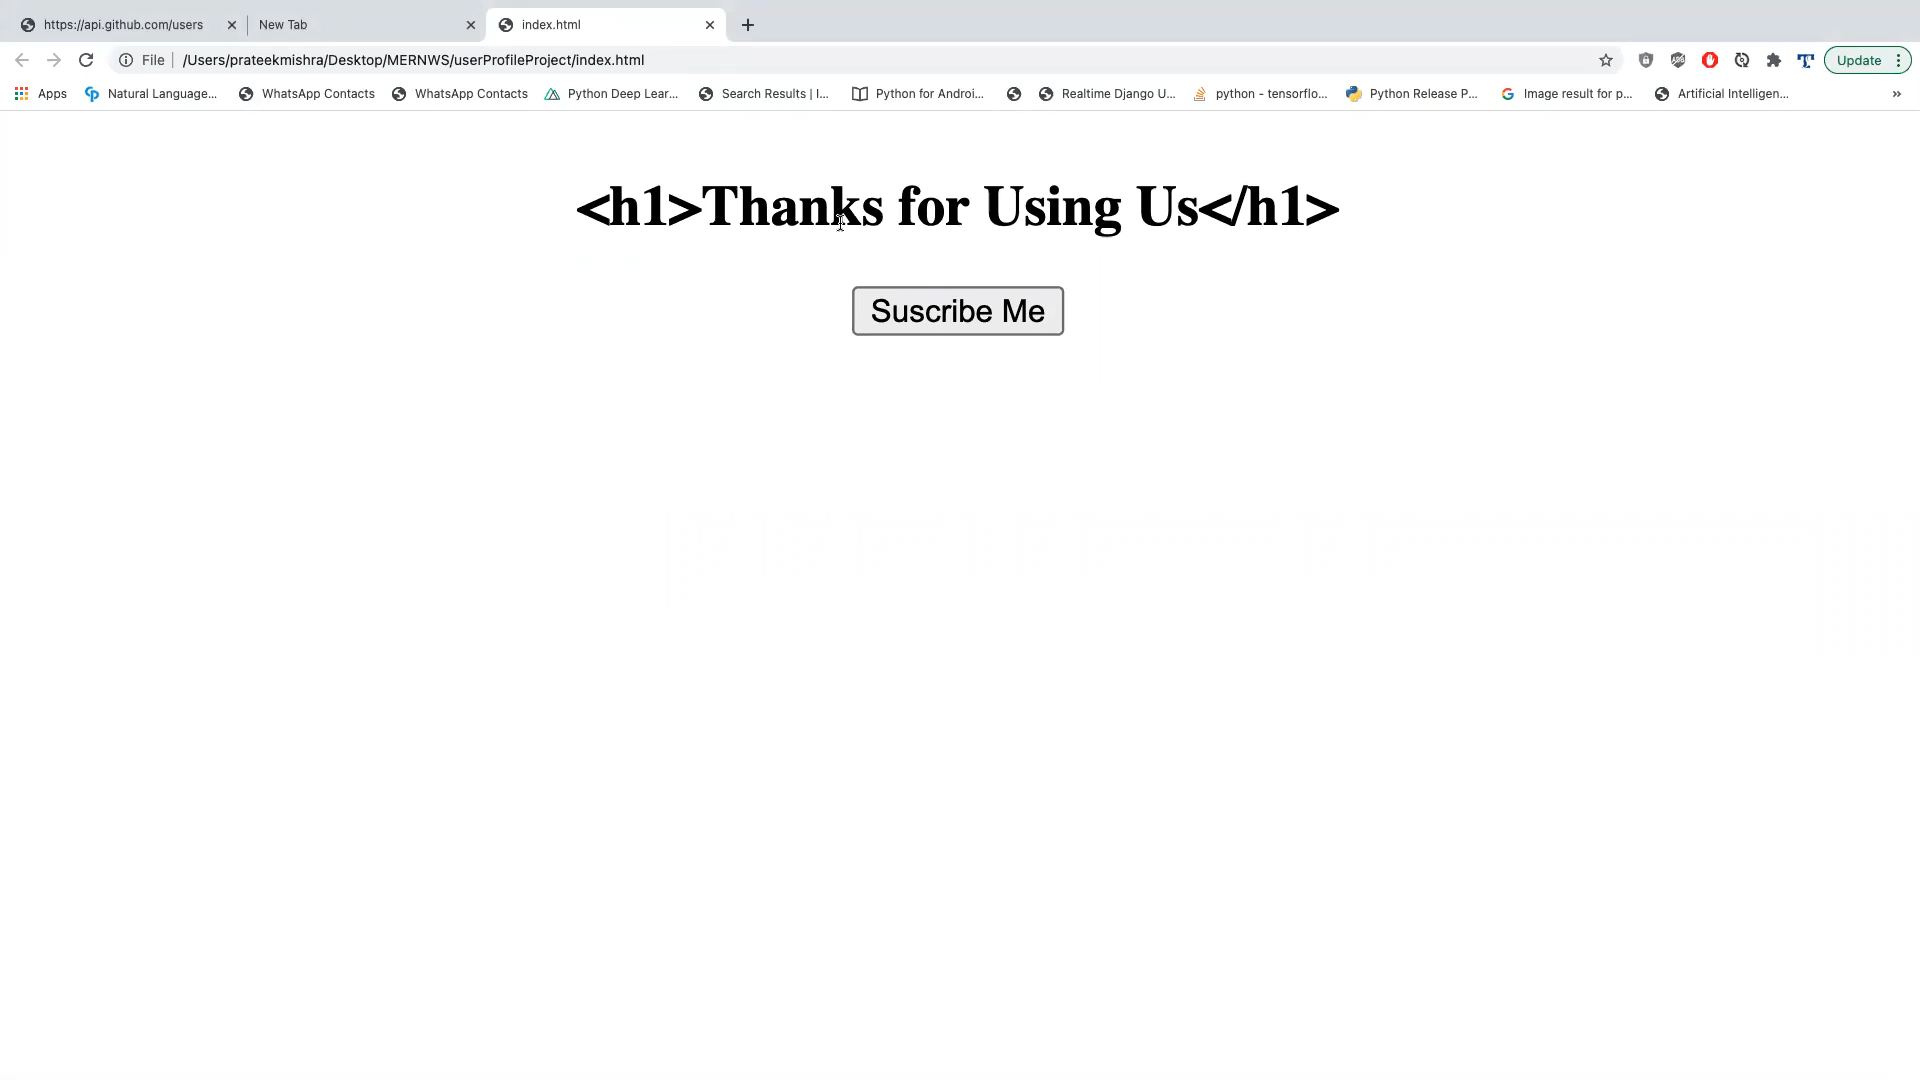 https://api.github.com/users
New Tab
index.html
File
/Users/prateekmishra/Desktop/MERNWS/userProfileProject/index.html
Update
Apps
Natural Language...
WhatsApp Contacts
WhatsApp Contacts
Python Deep Lear...
Search Results | I...
Python for Androi...
Realtime Django U...
python - tensorflo...
Python Release P...
Image result for p...
Artificial Intelligen...
<h1>Thanks for Using Us</h1>
Suscribe Me